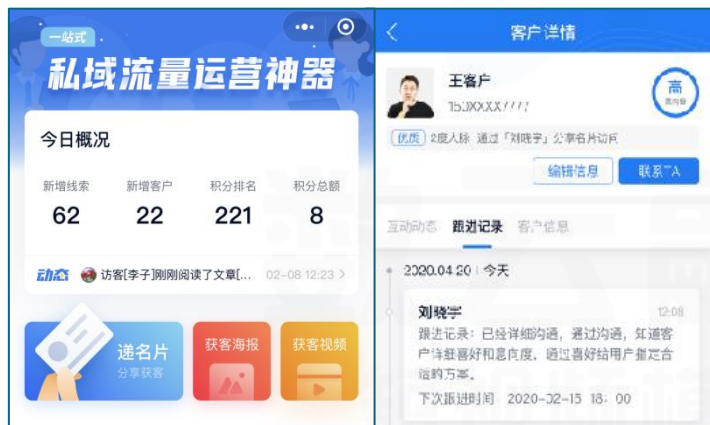 一站式
私域流量运营神器
今日概况
新增线索 新增客户 积分排名 积分总额
62 22 221 8
动态 访客[李子]刚刚阅读了文章[... 02-08 12:23
递名片
分享获客
获客海报
获客视频
客户详情
王客户
高
优质 2度人脉 通过「刘晓宇」分享名片访问
编辑信息 联系TA
互动动态 跟进记录 客户信息
2020.04.20 今天
刘晓宇 12:08
跟进记录：已经详细沟通，通过沟通，知道客
户详细喜好和意向度，通过喜好给用户指定合
适的方案。
下次跟进时间 2020-02-15 18: 00